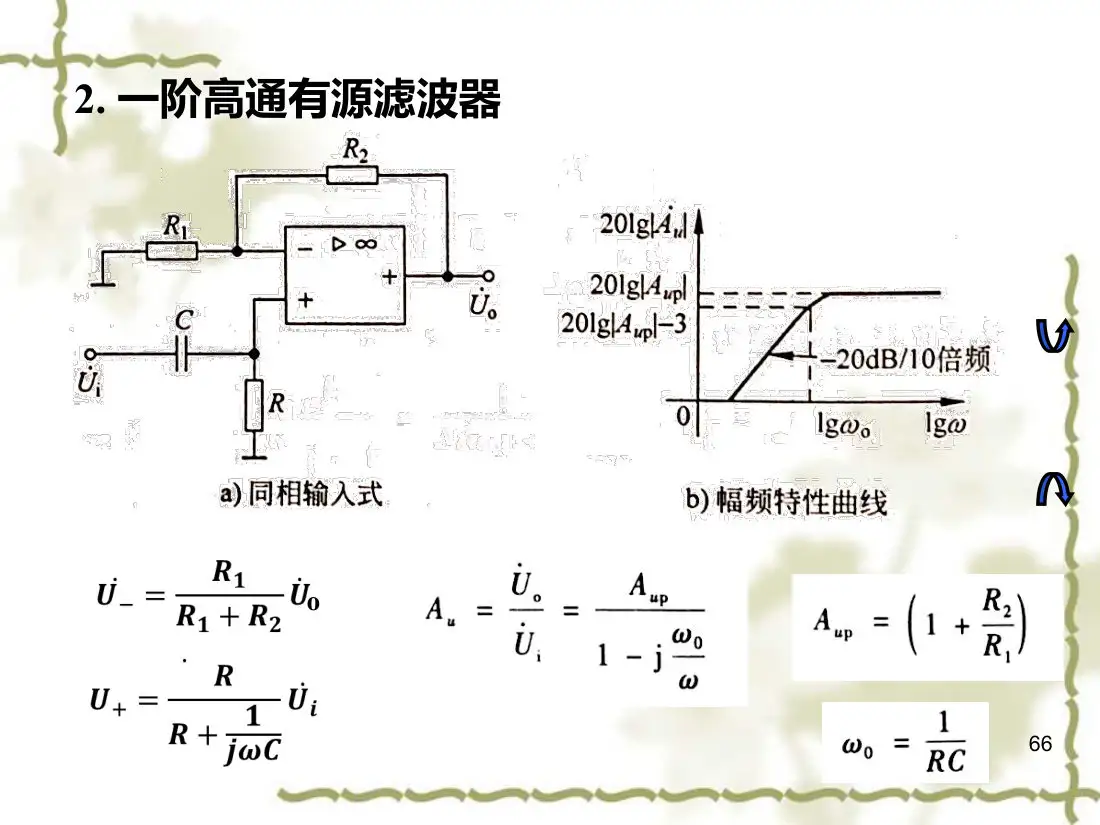 2. 一阶高通有源滤波器
R₂
R₁
▷ ∞
−
+
+
U̇ₒ
C
U̇ᵢ
R
a) 同相输入式
20lg|Ȧᵤ|
20lg|Aᵤₚ|
20lg|Aᵤₚ|−3
−20dB/10倍频
0
lgωₒ
lgω
b) 幅频特性曲线
U̇₋ = R₁/(R₁ + R₂) U̇ₒ
U₊ = R/(R + 1/(jωC)) U̇ᵢ
Aᵤ = U̇ₒ/U̇ᵢ = Aᵤₚ/(1 − j ω₀/ω)
Aᵤₚ = (1 + R₂/R₁)
ω₀ = 1/RC
66